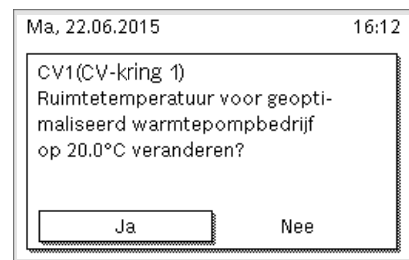 Ma, 22.06.2015 16:12
CV1(CV-kring 1)
Ruimtetemperatuur voor geopti-
maliseerd warmtepompbedrijf
op 20.0°C veranderen?
Ja Nee